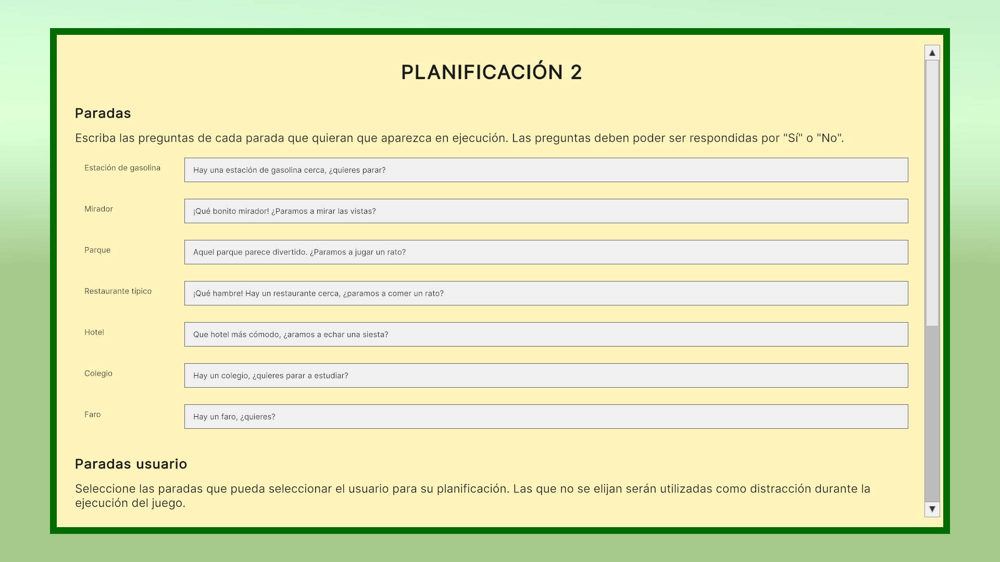 PLANIFICACIÓN 2
Paradas
Escriba las preguntas de cada parada que quieran que aparezca en ejecución. Las preguntas deben poder ser respondidas por "Sí" o "No".
Estación de gasolina
Hay una estación de gasolina cerca, ¿quieres parar?
Mirador
¡Qué bonito mirador! ¿Paramos a mirar las vistas?
Parque
Aquel parque parece divertido. ¿Paramos a jugar un rato?
Restaurante típico
¡Qué hambre! Hay un restaurante cerca, ¿paramos a comer un rato?
Hotel
Que hotel más cómodo, ¿aramos a echar una siesta?
Colegio
Hay un colegio, ¿quieres parar a estudiar?
Faro
Hay un faro, ¿quieres?
Paradas usuario
Seleccione las paradas que pueda seleccionar el usuario para su planificación. Las que no se elijan serán utilizadas como distracción durante la
ejecución del juego.